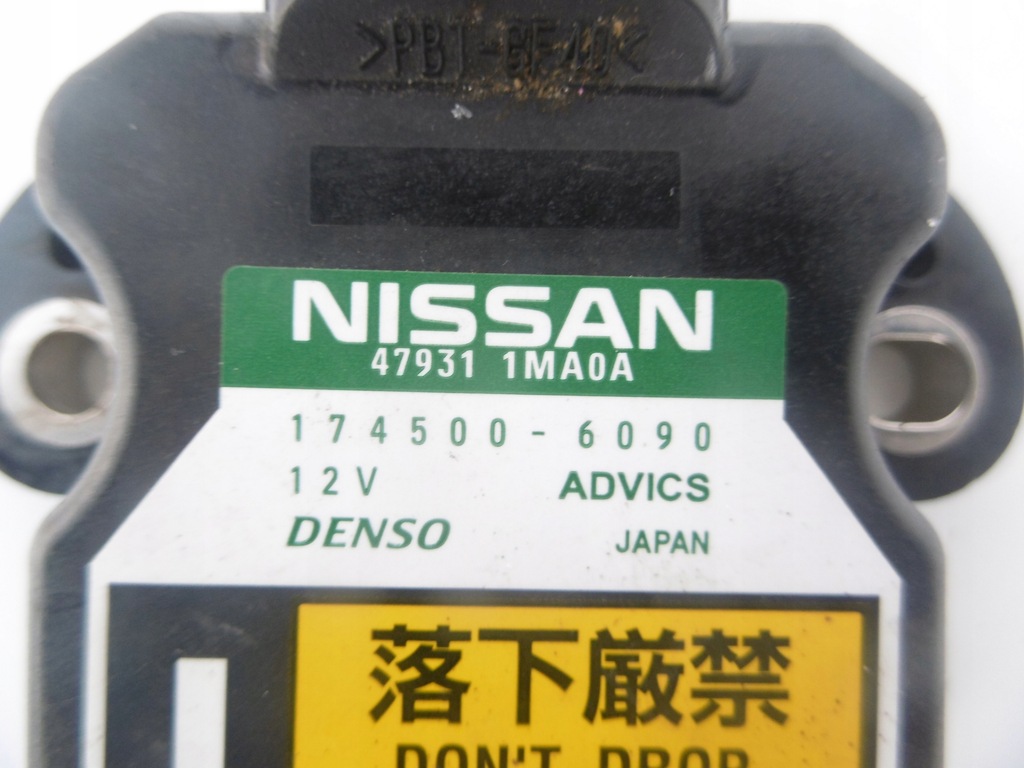 >PBT-GF40<
NISSAN
47931 1MA0A
174500-6090
12V ADVICS
DENSO JAPAN
落下厳禁
DON'T DROP